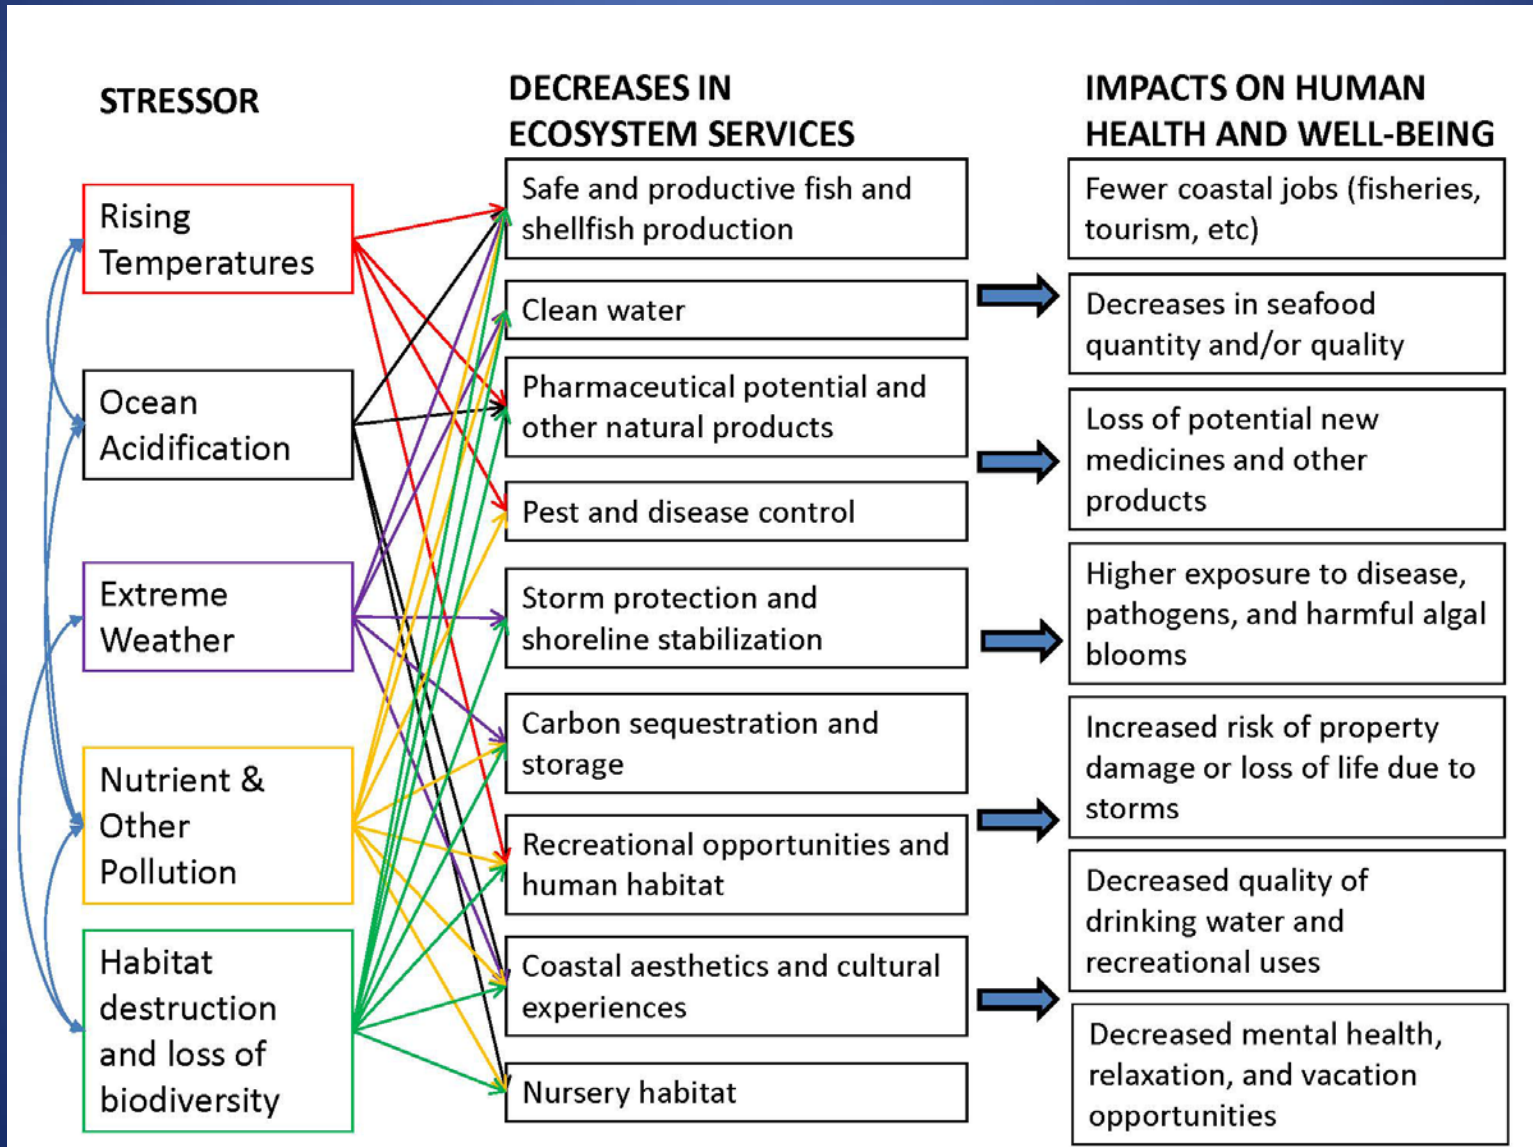 STRESSOR
DECREASES IN
ECOSYSTEM SERVICES
IMPACTS ON HUMAN
HEALTH AND WELL-BEING
Rising
Temperatures
Ocean
Acidification
Extreme
Weather
Nutrient &
Other
Pollution
Habitat
destruction
and loss of
biodiversity
Safe and productive fish and
shellfish production
Clean water
Pharmaceutical potential and
other natural products
Pest and disease control
Storm protection and
shoreline stabilization
Carbon sequestration and
storage
Recreational opportunities and
human habitat
Coastal aesthetics and cultural
experiences
Nursery habitat
Fewer coastal jobs (fisheries,
tourism, etc)
Decreases in seafood
quantity and/or quality
Loss of potential new
medicines and other
products
Higher exposure to disease,
pathogens, and harmful algal
blooms
Increased risk of property
damage or loss of life due to
storms
Decreased quality of
drinking water and
recreational uses
Decreased mental health,
relaxation, and vacation
opportunities